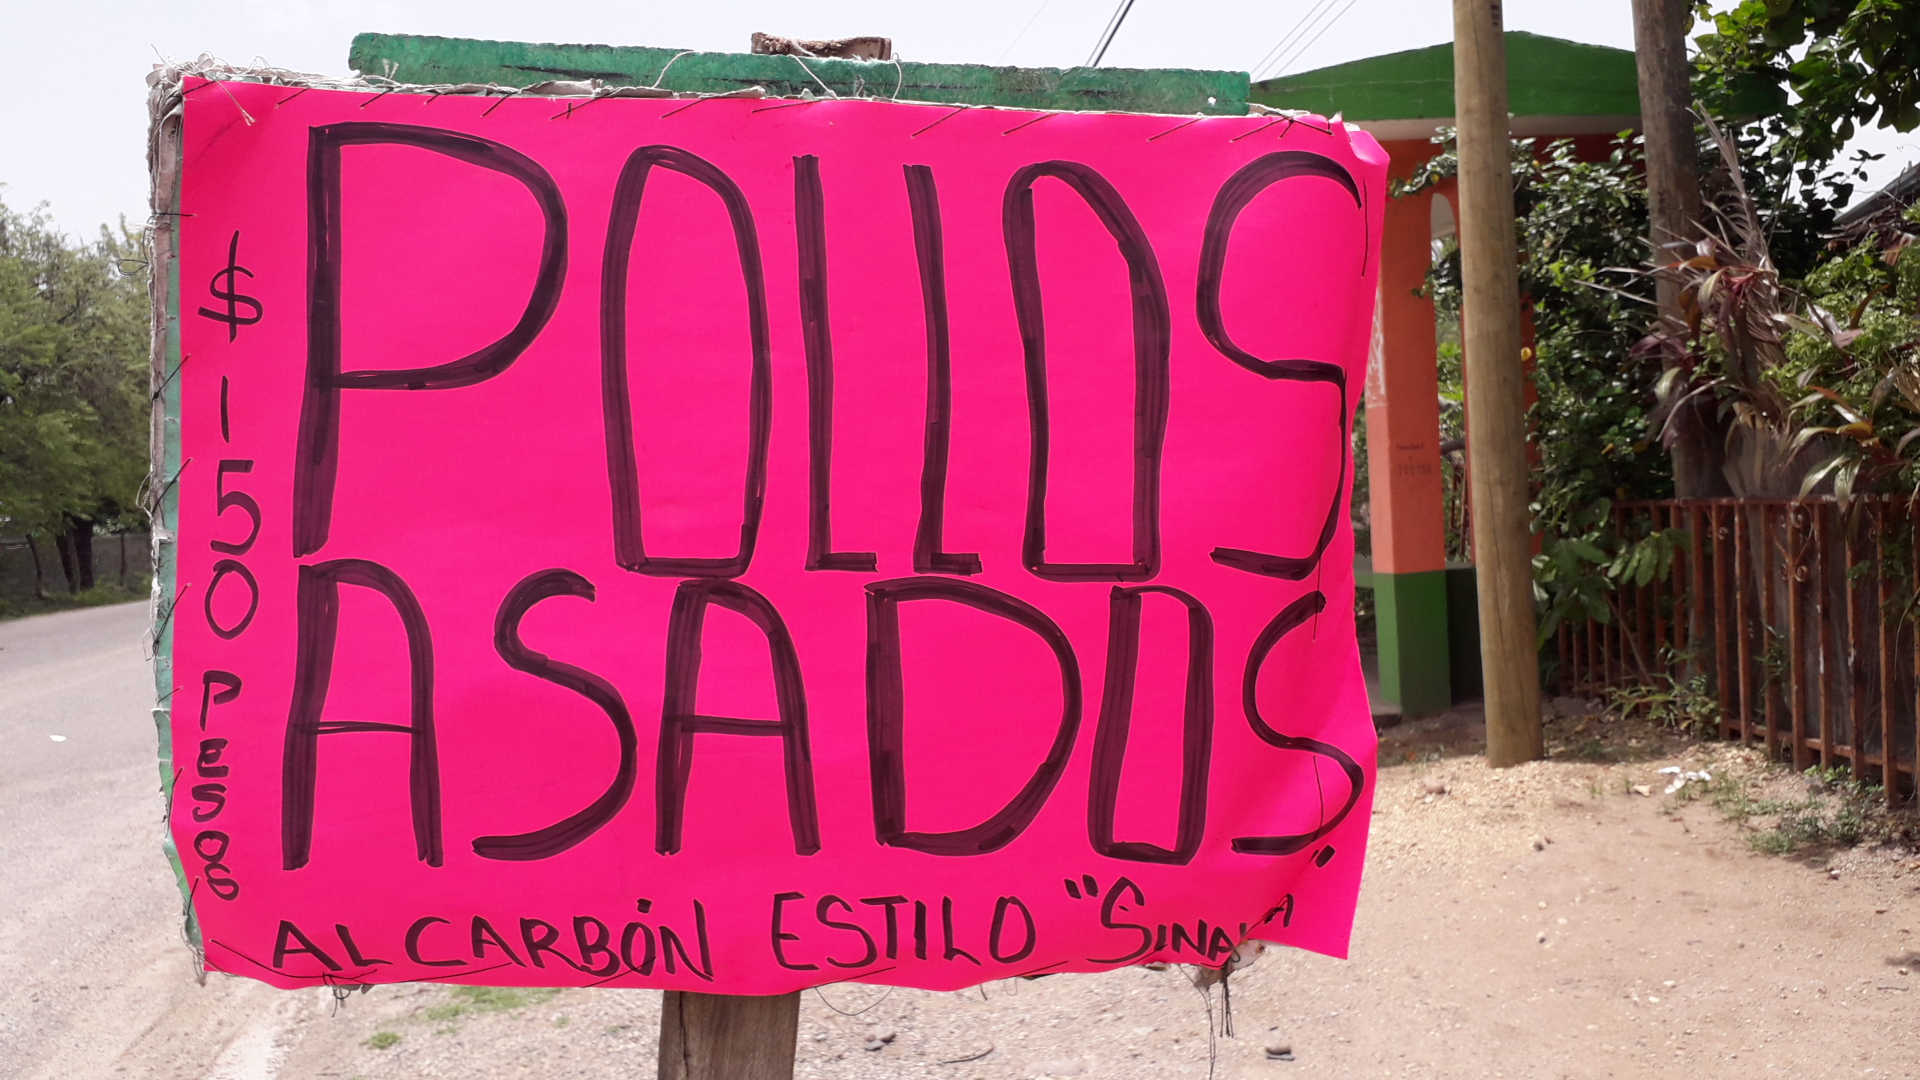 POLLOS
ASADOS.
AL CARBÓN ESTILO
$ 150 PESOS